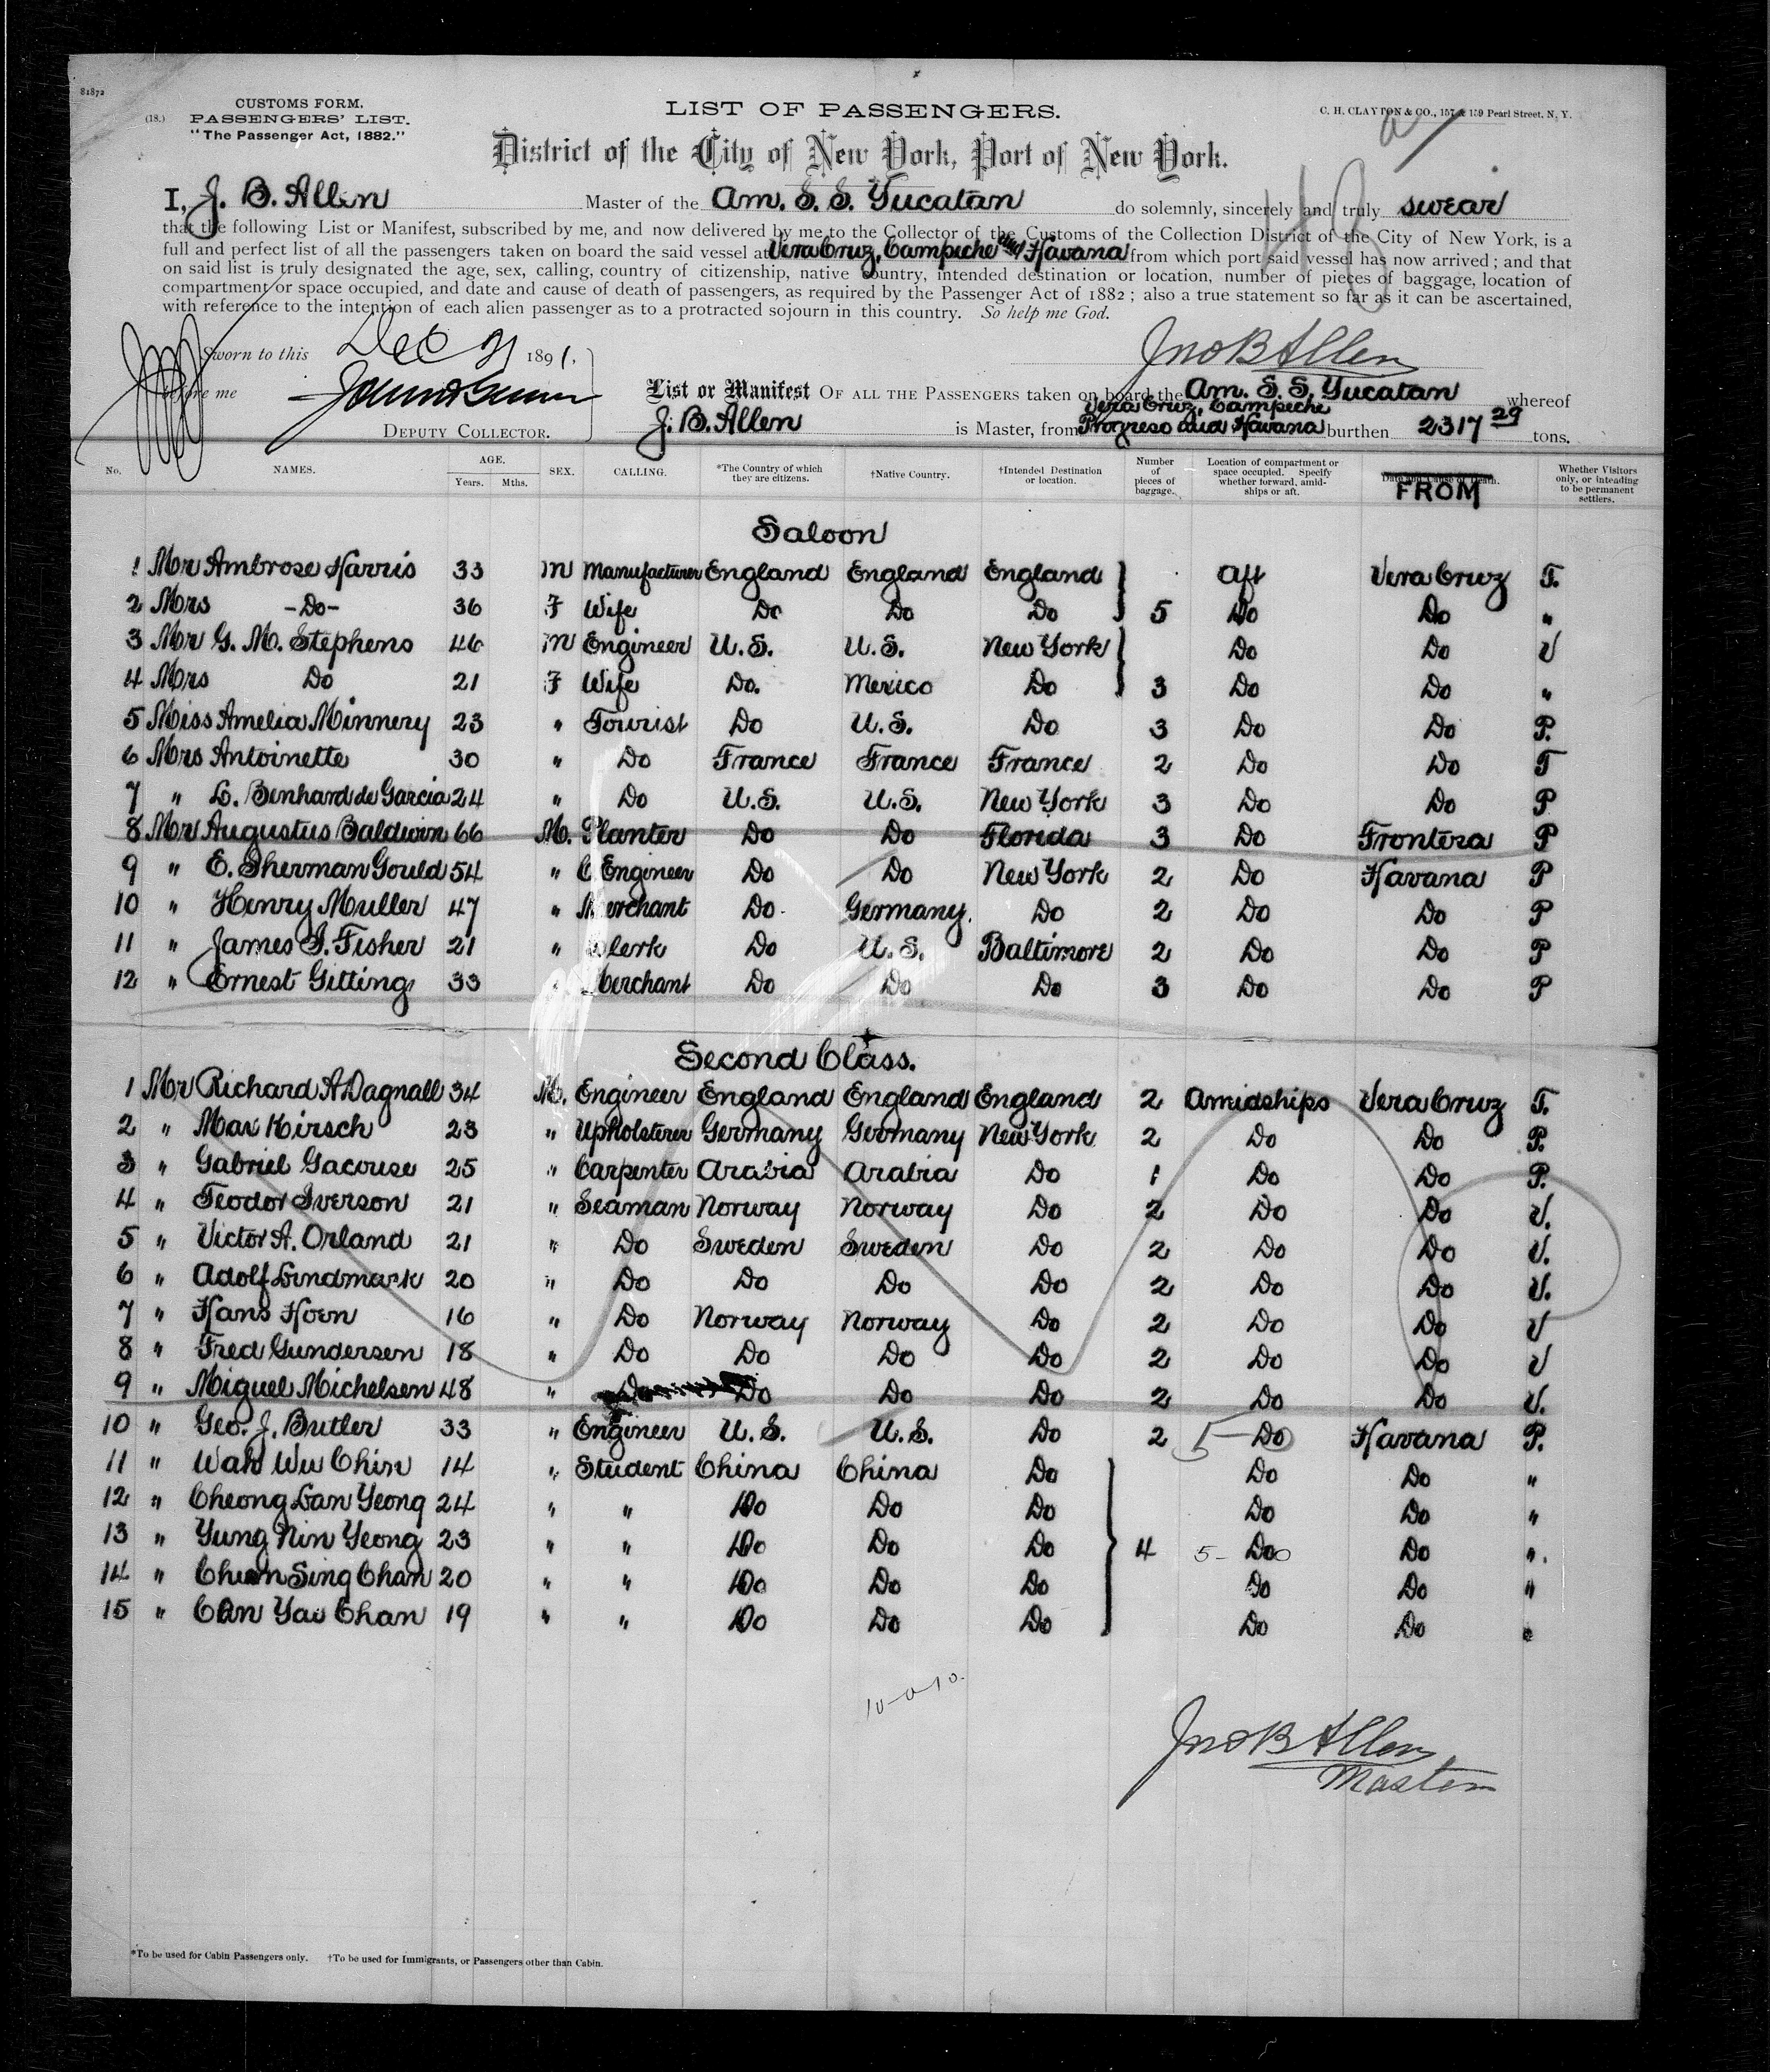 81872
CUSTOMS FORM.
(18.) PASSENGERS' LIST.
"The Passenger Act, 1882."
LIST OF PASSENGERS.
C. H. CLAYTON & CO., 157 & 159 Pearl Street, N. Y.
District of the City of New York, Port of New York.
I, J. B. Allen Master of the Am. S. S. Yucatan do solemnly, sincerely and truly swear
that the following List or Manifest, subscribed by me, and now delivered by me to the Collector of the Customs of the Collection District of the City of New York, is a
full and perfect list of all the passengers taken on board the said vessel at Vera Cruz, Campeche and Havana from which port said vessel has now arrived; and that
on said list is truly designated the age, sex, calling, country of citizenship, native country, intended destination or location, number of pieces of baggage, location of
compartment or space occupied, and date and cause of death of passengers, as required by the Passenger Act of 1882; also a true statement so far as it can be ascertained,
with reference to the intention of each alien passenger as to a protracted sojourn in this country. So help me God.
Sworn to this Dec 21 1891.
Jno B Allen
before me
DEPUTY COLLECTOR.
List or Manifest OF ALL THE PASSENGERS taken on board the Am. S. S. Yucatan whereof
J. B. Allen is Master, from Vera Cruz, Campeche Progreso and Havana burthen 2317 29 tons.
No. NAMES. AGE. Years. Mths. SEX. CALLING. *The Country of which they are citizens. †Native Country. †Intended Destination or location. Number of pieces of baggage. Location of compartment or space occupied. Specify whether forward, amidships or aft. Date and Cause of Death. FROM Whether Visitors only, or intending to be permanent settlers.
Saloon
1 Mr Ambrose Harris 33 M Manufacturer England England England Aft Vera Cruz T.
2 Mrs -Do- 36 F Wife Do Do Do 5 Do Do "
3 Mr G. M. Stephens 46 M Engineer U.S. U.S. New York Do Do V
4 Mrs Do 21 F Wife Do. Mexico Do 3 Do Do "
5 Miss Amelia Minnery 23 " Tourist Do U.S. Do 3 Do Do P.
6 Mrs Antoinette 30 " Do France France France 2 Do Do T
7 " L. Benhard de Garcia 24 " Do U.S. U.S. New York 3 Do Do P
8 Mr Augustus Baldwin 66 M. Planter Do Do Florida 3 Do Frontera P
9 " E. Sherman Gould 54 " C Engineer Do Do New York 2 Do Havana P
10 " Henry Muller 47 " Merchant Do. Germany. Do 2 Do Do P
11 " James I. Fisher 21 " Clerk Do U.S. Baltimore 2 Do Do P
12 " Ernest Gitting 33 " Merchant Do Do Do 3 Do Do P
Second Class.
1 Mr Richard A Dagnall 34 M. Engineer England England England 2 Amidships Vera Cruz T.
2 " Max Hirsch 23 " Upholsterer Germany Germany New York 2 Do Do P.
3 " Gabriel Gacouse 25 " Carpenter Arabia Arabia Do 1 Do Do P.
4 " Teodor Iverson 21 " Seaman Norway Norway Do 2 Do Do V.
5 " Victor A. Orland 21 " Do Sweden Sweden Do 2 Do Do V.
6 " Adolf Lindmark 20 " Do Do Do Do 2 Do Do V.
7 " Hans Hoen 16 " Do Norway Norway Do 2 Do Do V
8 " Fred Gundersen 18 " Do Do Do Do 2 Do Do V
9 " Miguel Michelsen 48 " Do Do Do 2 Do Do V.
10 " Geo. J. Butler 33 " Engineer U.S. U.S. Do 2 5 Do Havana P.
11 " Wah Wu Chin 14 " Student China China Do Do Do "
12 " Cheong Lan Yeong 24 " " Do Do Do Do Do "
13 " Yung Nin Yeong 23 " " Do Do Do 4 5- Do Do "
14 " Chun Sing Chan 20 " " Do Do Do Do Do "
15 " Can Yau Chan 19 " " Do Do Do Do Do "
10-0-10.
Jno B Allen
Master
*To be used for Cabin Passengers only. †To be used for Immigrants, or Passengers other than Cabin.